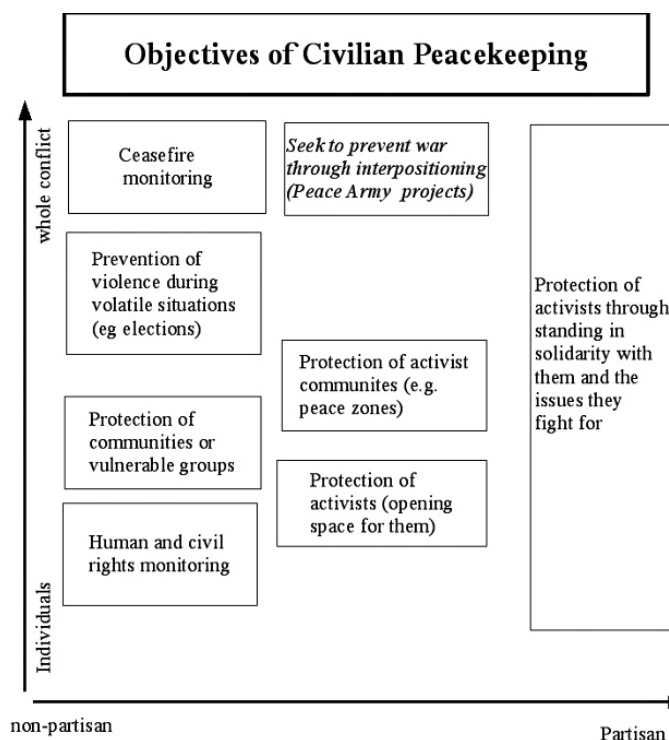 Objectives of Civilian Peacekeeping
whole conflict
Ceasefire
monitoring
Seek to prevent war
through interpositioning
(Peace Army projects)
Prevention of
violence during
volatile situations
(eg elections)
Protection of
activists through
standing in
solidarity with
them and the
issues they
fight for
Protection of activist
communites (e.g.
peace zones)
Protection of
communities or
vulnerable groups
Protection of
activists (opening
space for them)
Human and civil
rights monitoring
Individuals
non-partisan
Partisan